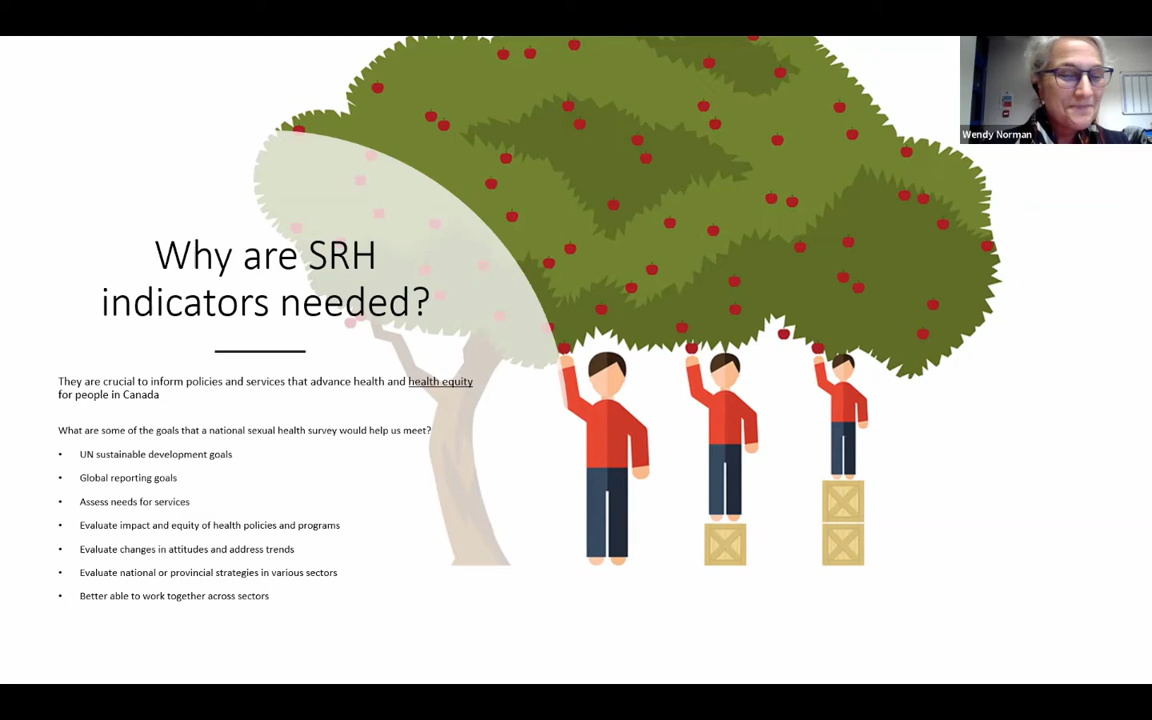 Wendy Norman
Why are SRH
indicators needed?
They are crucial to inform policies and services that advance health and health equity
for people in Canada
What are some of the goals that a national sexual health survey would help us meet?
• UN sustainable development goals
• Global reporting goals
• Assess needs for services
• Evaluate impact and equity of health policies and programs
• Evaluate changes in attitudes and address trends
• Evaluate national or provincial strategies in various sectors
• Better able to work together across sectors